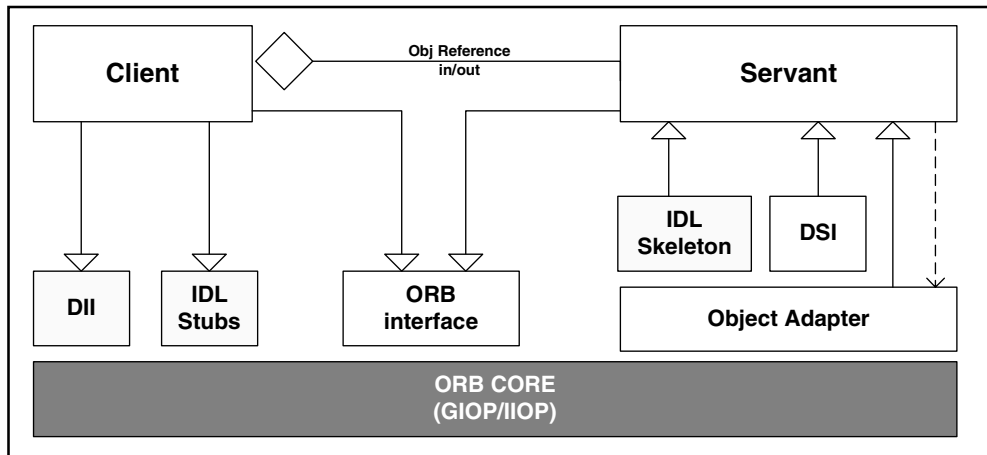 Client
Obj Reference
in/out
Servant
DII
IDL
Stubs
ORB
interface
IDL
Skeleton
DSI
Object Adapter
ORB CORE
(GIOP/IIOP)